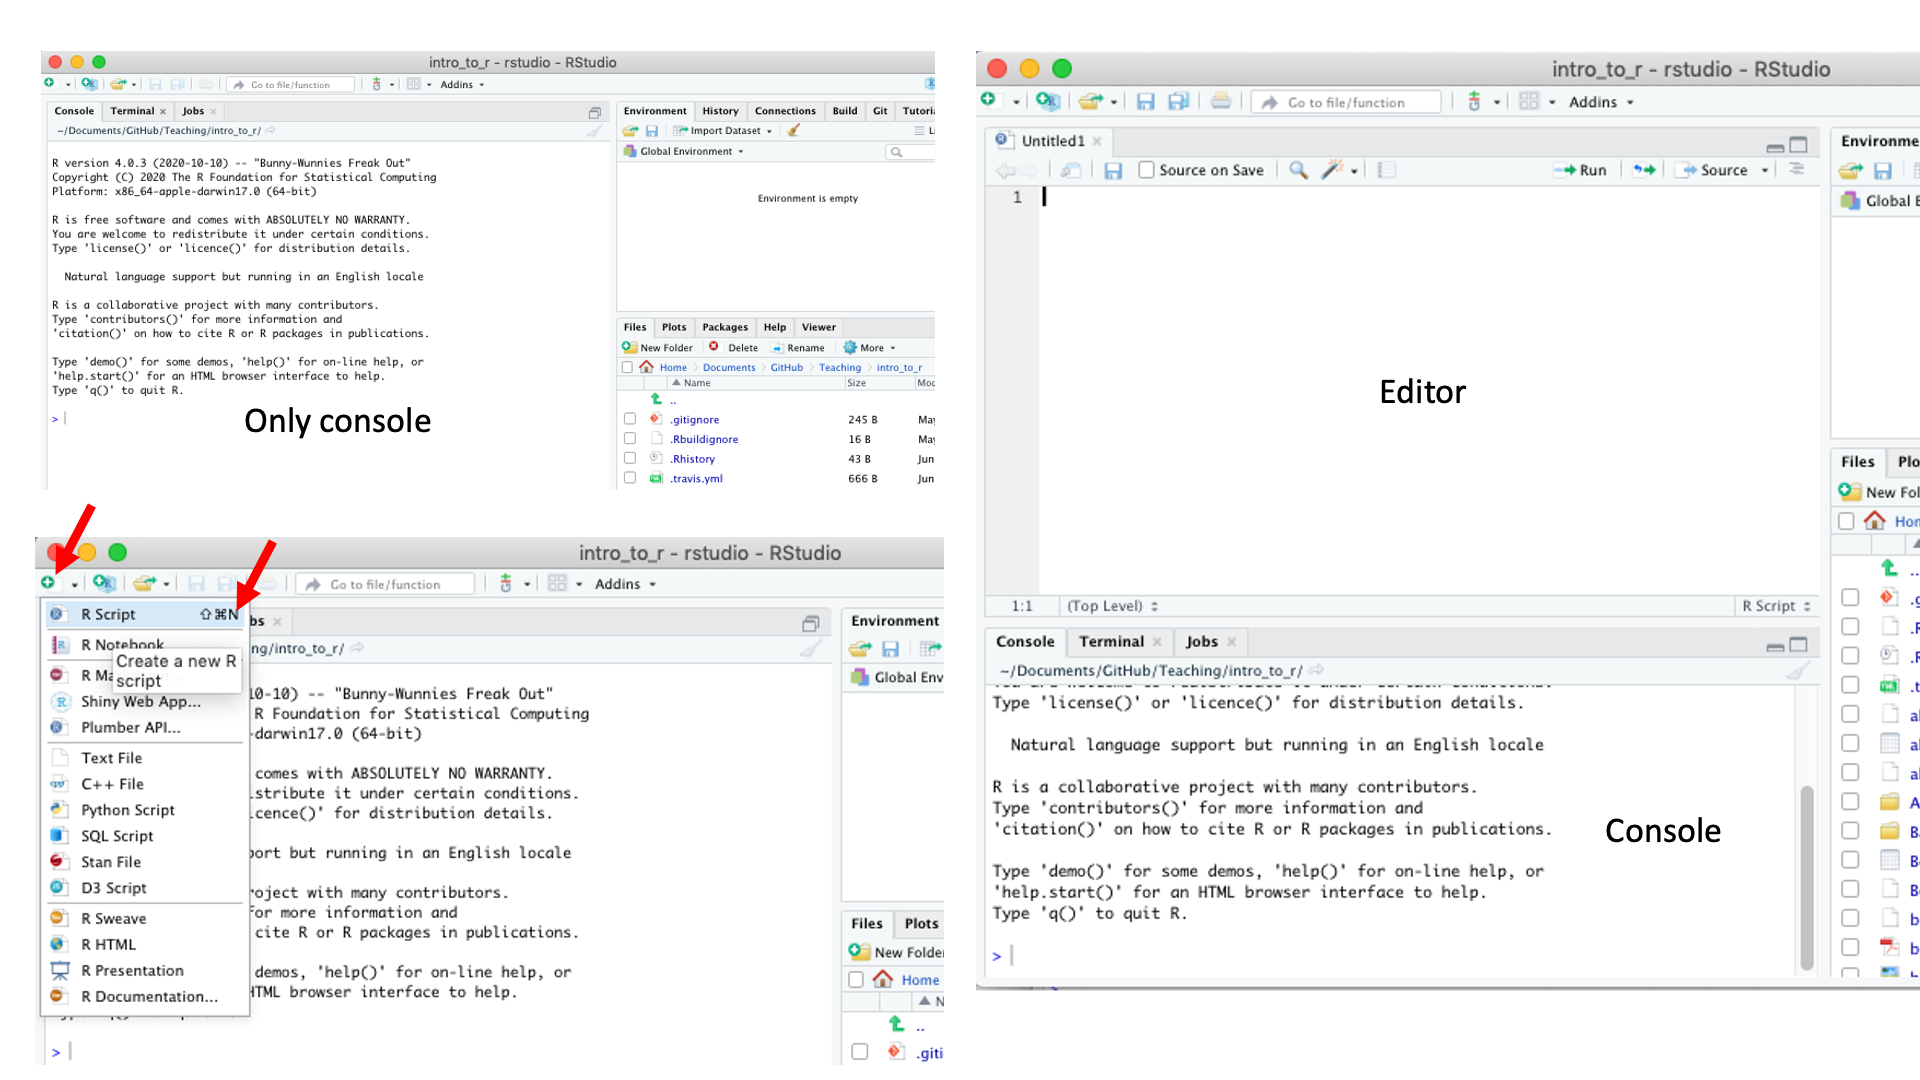 intro_to_r - rstudio - RStudio
Go to file/function
Addins
Console Terminal Jobs
~/Documents/GitHub/Teaching/intro_to_r/
R version 4.0.3 (2020-10-10) -- "Bunny-Wunnies Freak Out"
Copyright (C) 2020 The R Foundation for Statistical Computing
Platform: x86_64-apple-darwin17.0 (64-bit)
R is free software and comes with ABSOLUTELY NO WARRANTY.
You are welcome to redistribute it under certain conditions.
Type 'license()' or 'licence()' for distribution details.
Natural language support but running in an English locale
R is a collaborative project with many contributors.
Type 'contributors()' for more information and
'citation()' on how to cite R or R packages in publications.
Type 'demo()' for some demos, 'help()' for on-line help, or
'help.start()' for an HTML browser interface to help.
Type 'q()' to quit R.
>
Only console
Environment History Connections Build Git Tutoria
Import Dataset
Global Environment
Environment is empty
Files Plots Packages Help Viewer
New Folder Delete Rename More
Home Documents GitHub Teaching intro_to_r
Name Size Mod
..
.gitignore 245 B May
.Rbuildignore 16 B May
.Rhistory 43 B Jun
.travis.yml 666 B Jun
intro_to_r - rstudio - RStudio
Go to file/function
Addins
R Script ⇧⌘N
R Notebook
Create a new R
script
R Ma
Shiny Web App...
Plumber API...
Text File
C++ File
Python Script
SQL Script
Stan File
D3 Script
R Sweave
R HTML
R Presentation
R Documentation...
bs
ng/intro_to_r/
10-10) -- "Bunny-Wunnies Freak Out"
R Foundation for Statistical Computing
-darwin17.0 (64-bit)
comes with ABSOLUTELY NO WARRANTY.
stribute it under certain conditions.
cence()' for distribution details.
port but running in an English locale
roject with many contributors.
for more information and
cite R or R packages in publications.
demos, 'help()' for on-line help, or
HTML browser interface to help.
>
Environment
Global Env
Files Plots
New Folde
Home
N
..
.giti
intro_to_r - rstudio - RStudio
Go to file/function
Addins
Untitled1
Source on Save
Run
Source
1
Editor
1:1 (Top Level) R Script
Console Terminal Jobs
~/Documents/GitHub/Teaching/intro_to_r/
You are welcome to redistribute it under certain conditions.
Type 'license()' or 'licence()' for distribution details.
Natural language support but running in an English locale
R is a collaborative project with many contributors.
Type 'contributors()' for more information and
'citation()' on how to cite R or R packages in publications.
Type 'demo()' for some demos, 'help()' for on-line help, or
'help.start()' for an HTML browser interface to help.
Type 'q()' to quit R.
>
Console
Environme
Global E
Files Plo
New Fol
Hom
..